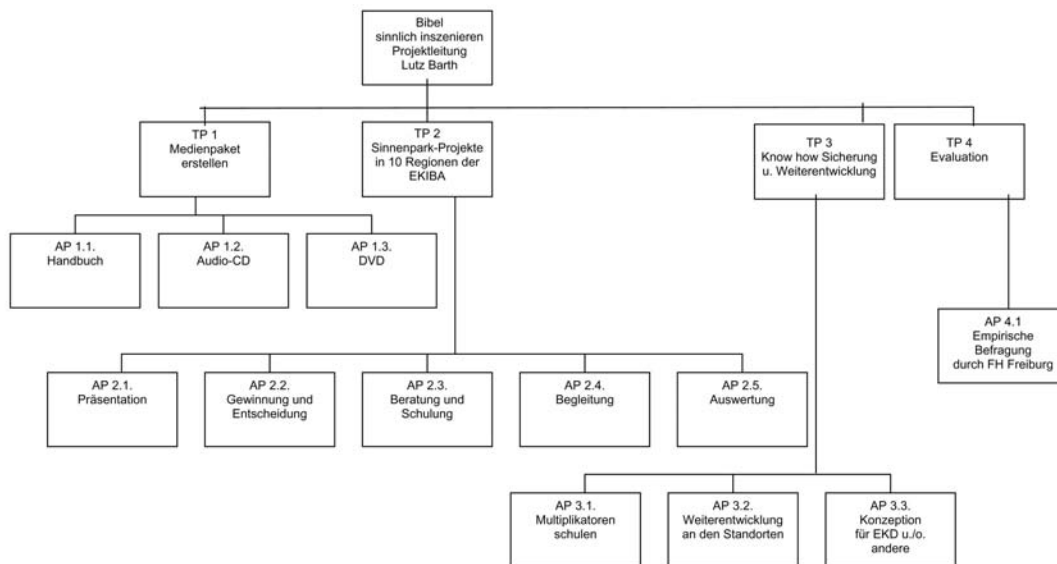 Bibel
sinnlich inszenieren
Projektleitung
Lutz Barth
TP 1
Medienpaket
erstellen
TP 2
Sinnenpark-Projekte
in 10 Regionen der
EKIBA
TP 3
Know how Sicherung
u. Weiterentwicklung
TP 4
Evaluation
AP 1.1.
Handbuch
AP 1.2.
Audio-CD
AP 1.3.
DVD
AP 4.1
Empirische
Befragung
durch FH Freiburg
AP 2.1.
Präsentation
AP 2.2.
Gewinnung und
Entscheidung
AP 2.3.
Beratung und
Schulung
AP 2.4.
Begleitung
AP 2.5.
Auswertung
AP 3.1.
Multiplikatoren
schulen
AP 3.2.
Weiterentwicklung
an den Standorten
AP 3.3.
Konzeption
für EKD u./o.
andere